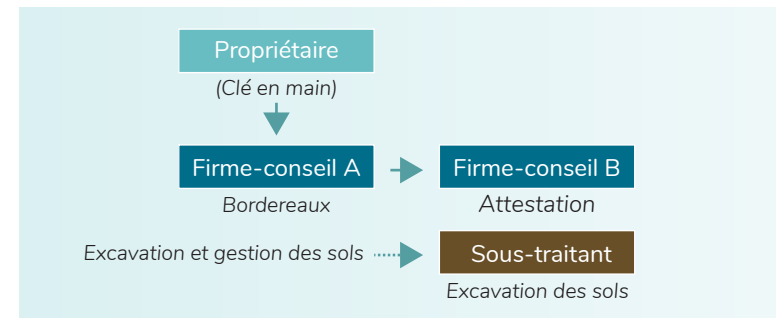 Propriétaire
(Clé en main)
Firme-conseil A
Firme-conseil B
Bordereaux
Attestation
Excavation et gestion des sols
Sous-traitant
Excavation des sols